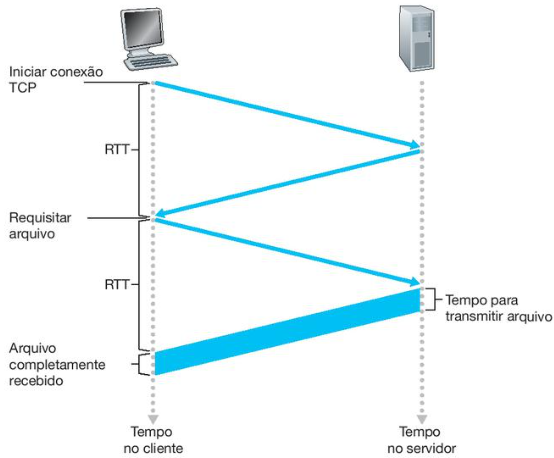 Iniciar conexão
TCP
RTT
Requisitar
arquivo
RTT
Tempo para
transmitir arquivo
Arquivo
completamente
recebido
Tempo
no cliente
Tempo
no servidor